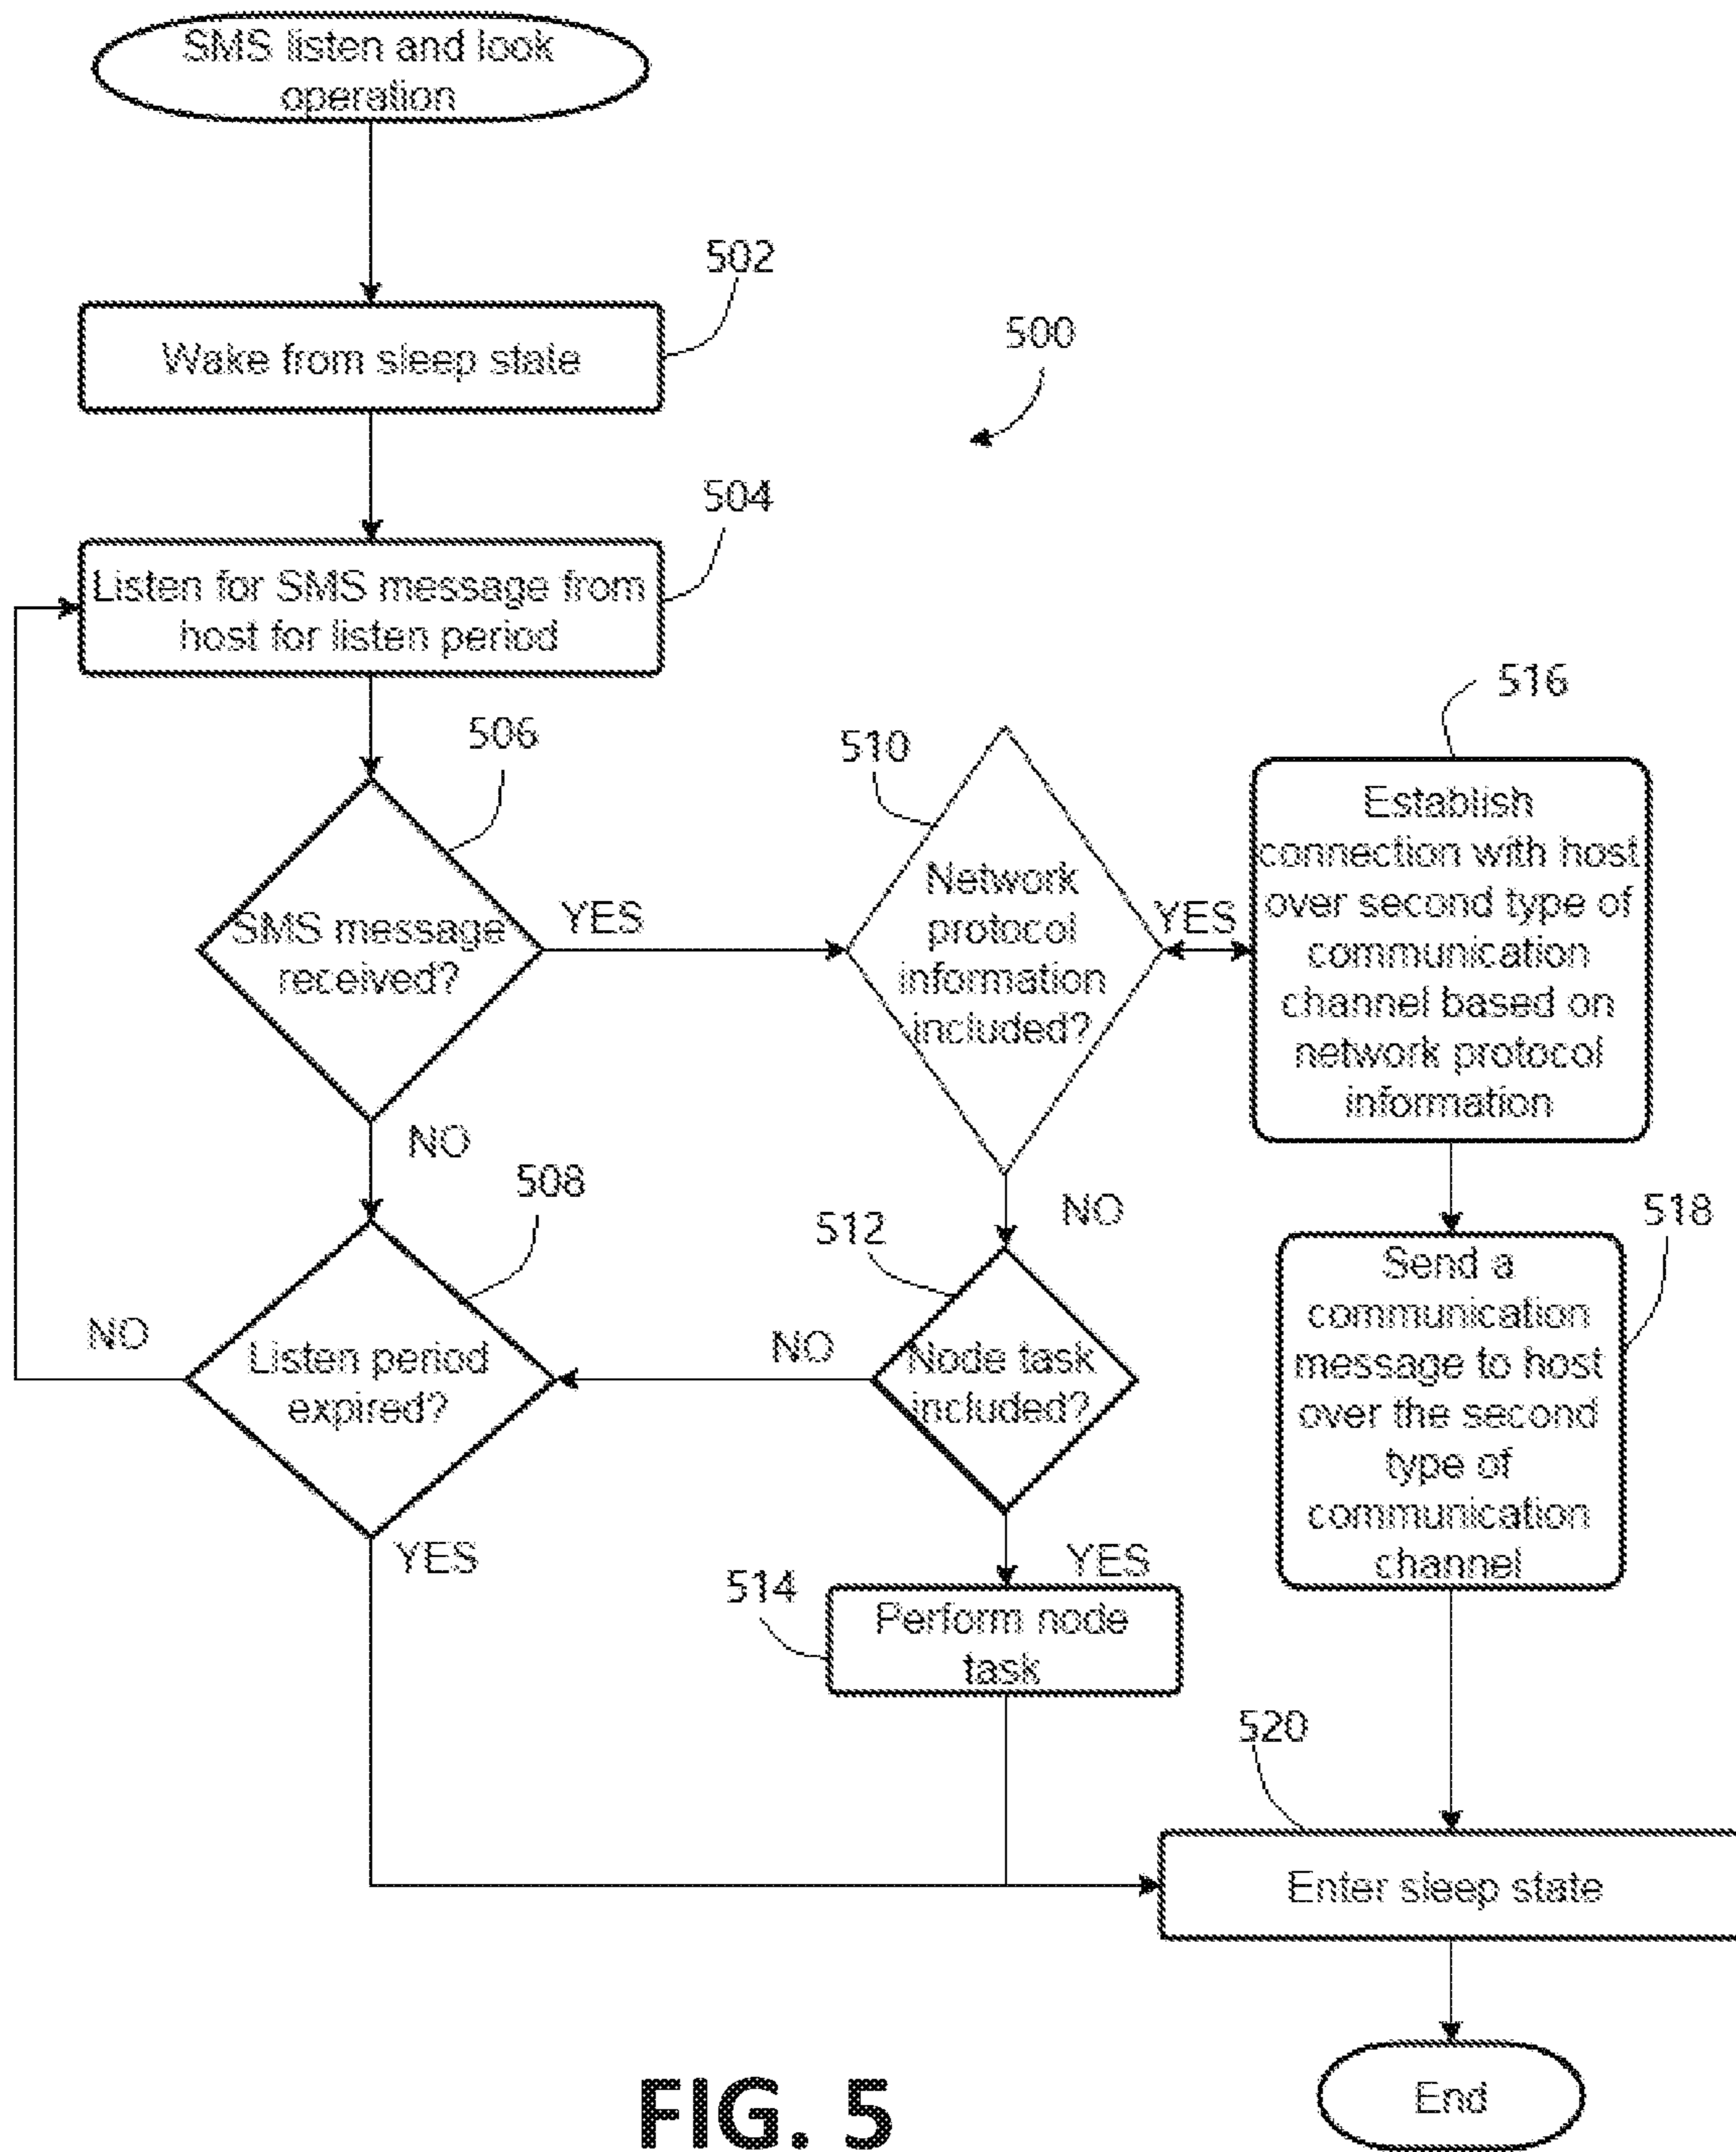 SMS listen and look
operation
502
Wake from sleep state
500
504
Listen for SMS message from
host for listen period
506
SMS message
received?
YES
NO
510
Network
protocol
information
included?
YES
NO
516
Establish
connection with host
over second type of
communication
channel based on
network protocol
information
508
Listen period
expired?
NO
YES
512
Node task
included?
NO
YES
514
Perform node
task
518
Send a
communication
message to host
over the second
type of
communication
channel
520
Enter sleep state
End
FIG. 5